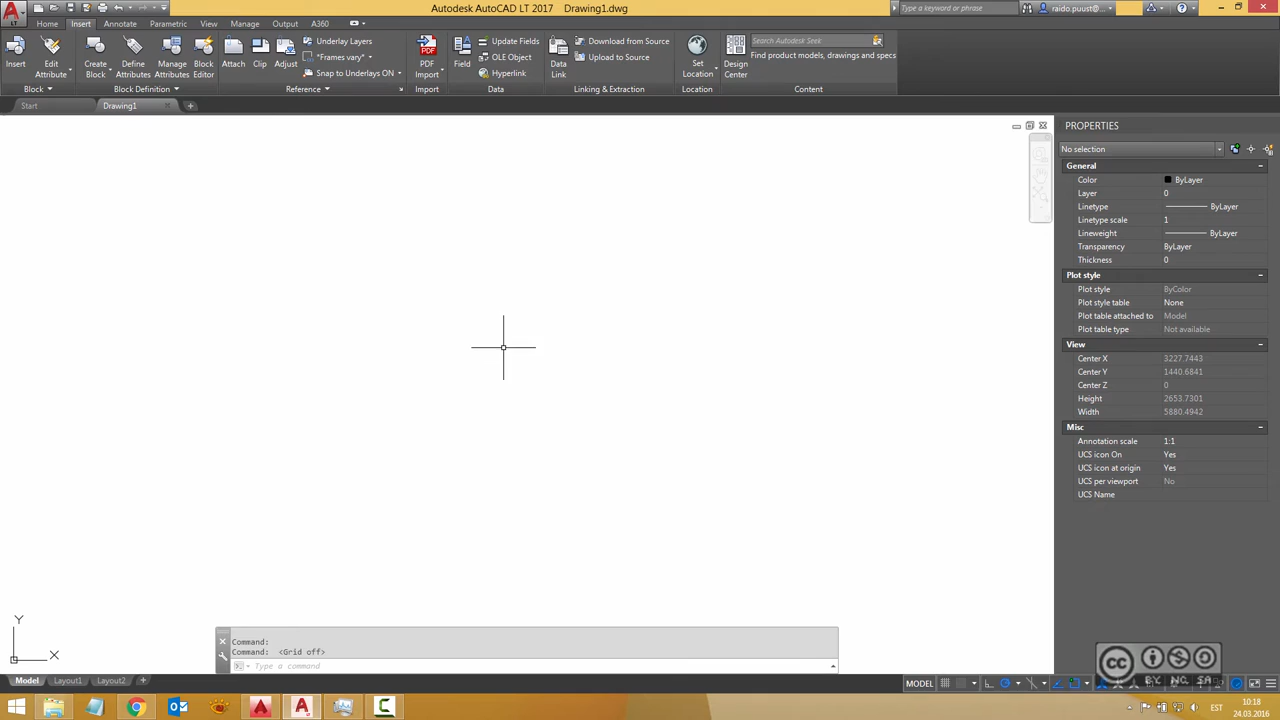 Autodesk AutoCAD LT 2017 Drawing1.dwg
Type a keyword or phrase
raido.puust@...
LT
Home Insert Annotate Parametric View Manage Output A360
Insert
Edit Attribute
Block
Create Block
Define Attributes
Manage Attributes
Block Editor
Block Definition
Attach
Clip
Adjust
Underlay Layers
*Frames vary*
Snap to Underlays ON
Reference
PDF
PDF Import
Import
Field
Update Fields
OLE Object
Hyperlink
Data
Data Link
Download from Source
Upload to Source
Linking & Extraction
Set Location
Location
Design Center
Search Autodesk Seek
Find product models, drawings and specs
Content
Start Drawing1
PROPERTIES
No selection
General
Color ByLayer
Layer 0
Linetype ByLayer
Linetype scale 1
Lineweight ByLayer
Transparency ByLayer
Thickness 0
Plot style
Plot style ByColor
Plot style table None
Plot table attached to Model
Plot table type Not available
View
Center X 3227.7443
Center Y 1440.6841
Center Z 0
Height 2653.7301
Width 5880.4942
Misc
Annotation scale 1:1
UCS icon On Yes
UCS icon at origin Yes
UCS per viewport No
UCS Name
Y
X
Command:
Command: <Grid off>
Type a command
Model Layout1 Layout2
MODEL
cc
BY NC SA
EST
10:18
24.03.2016